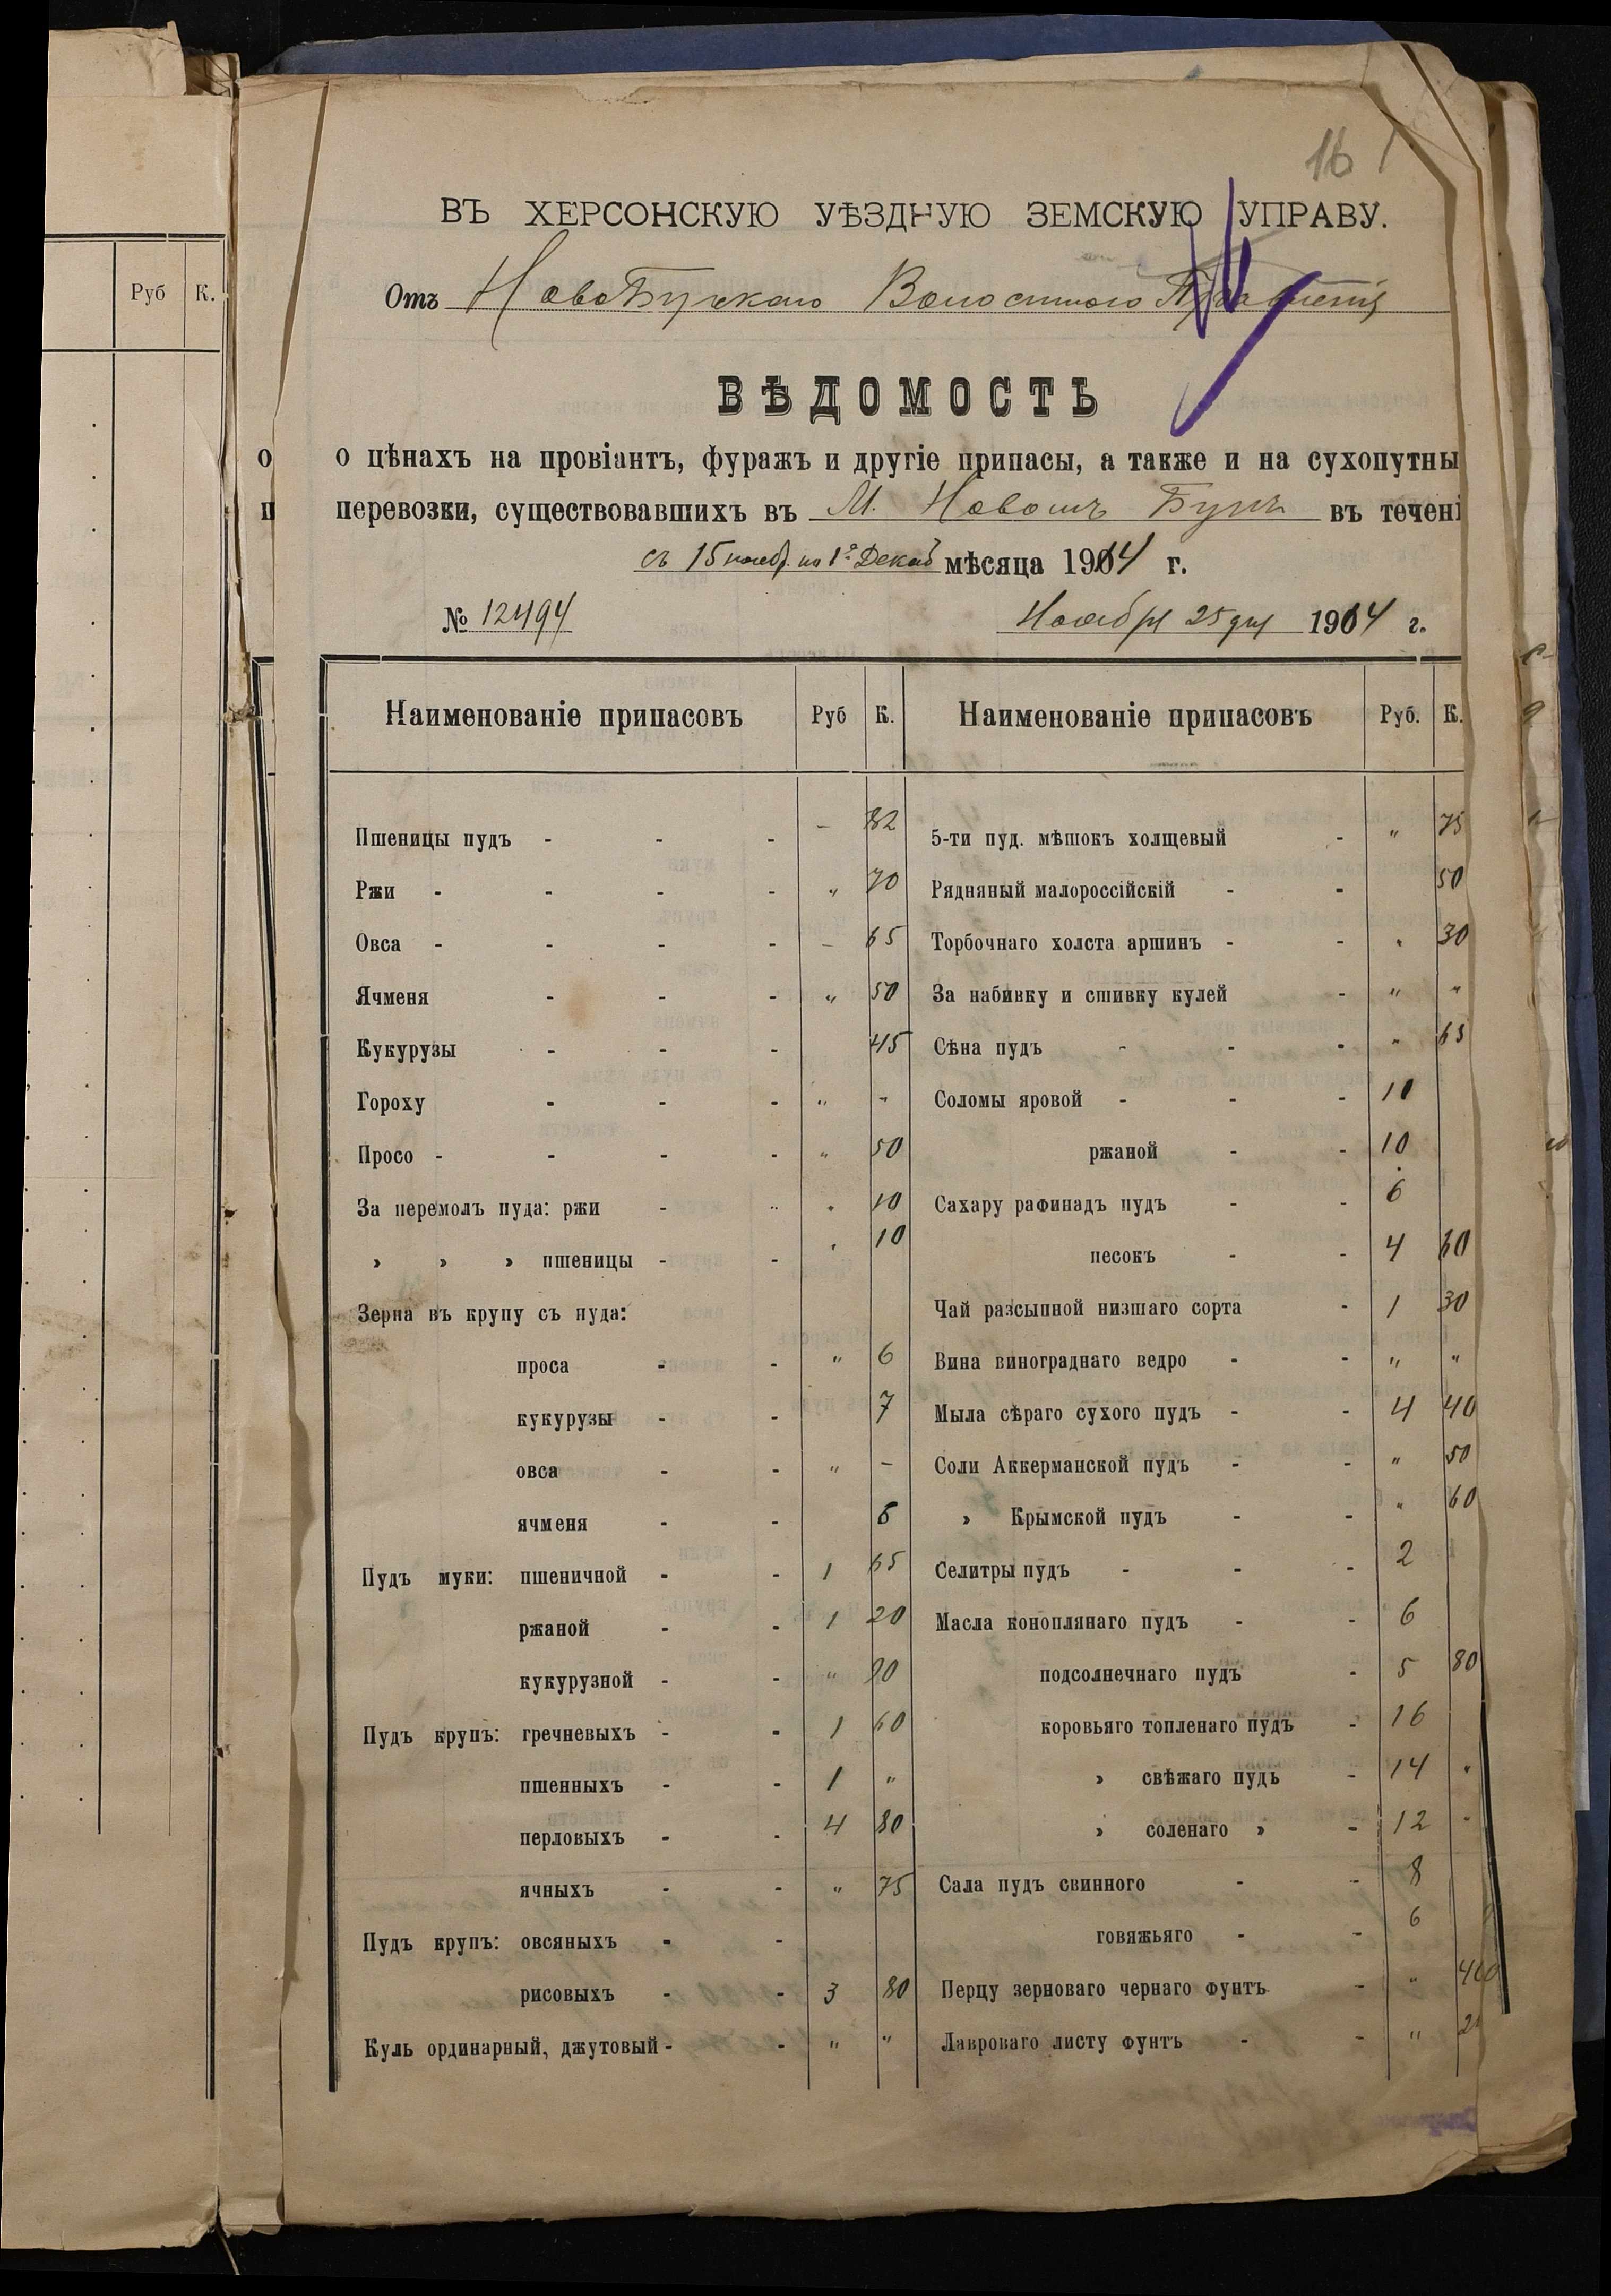 16
ВЪ ХЕРСОНСКУЮ УѢЗДНУЮ ЗЕМСКУЮ УПРАВУ.
Отъ НовоБугскаго Волостного Правленія
ВѢДОМОСТЬ
о цѣнахъ на провіантъ, фуражъ и другіе припасы, а также и на сухопутны
перевозки, существовавшихъ въ М. Новомъ Бугѣ въ течені
съ 15 нояб. по 1е Декаб мѣсяца 1914 г.
№ 12494 Ноября 25 дня 1914 г.
Руб К.
Наименованіе припасовъ Руб К. Наименованіе припасовъ Руб. К.
Пшеницы пудъ - - - - 82 5-ти пуд. мѣшокъ холщевый - " 75
Ржи - - - - " 70 Рядняный малороссійскій - - 50
Овса - - - - - 65 Торбочнаго холста аршинъ - - " 30
Ячменя - - - " 50 За набивку и сшивку кулей - " "
Кукурузы - - - 45 Сѣна пудъ - - - " 65
Гороху - - - " " Соломы яровой - - - 10
Просо - - - - " 50 ржаной - - 10
За перемолъ пуда: ржи - - " 10 Сахару рафинадъ пудъ - - 6
» » » пшеницы - - " 10 песокъ - - 4 60
Зерна въ крупу съ пуда: Чай разсыпной низшаго сорта - 1 30
проса - - " 6 Вина винограднаго ведро - - " "
кукурузы - - 7 Мыла сѣраго сухого пудъ - - 4 40
овса - - " - Соли Аккерманской пудъ - - " 50
ячменя - - 6 » Крымской пудъ - - " 60
Пудъ муки: пшеничной - - 1 65 Селитры пудъ - - - 2
ржаной - - 1 20 Масла коноплянаго пудъ - - 6
кукурузной - - " 90 подсолнечнаго пудъ - 5 80
Пудъ крупъ: гречневыхъ - - 1 60 коровьяго топленаго пудъ - 16
пшенныхъ - - 1 " » свѣжаго пудъ - 14 "
перловыхъ - - 4 80 » соленаго » - 12 "
ячныхъ - - " 75 Сала пудъ свинного - - 8
Пудъ крупъ: овсяныхъ - - говяжьяго - - 6
рисовыхъ - - 3 80 Перцу зерноваго чернаго фунтъ - "
Куль ординарный, джутовый - - " " Лавроваго листу фунтъ - - "